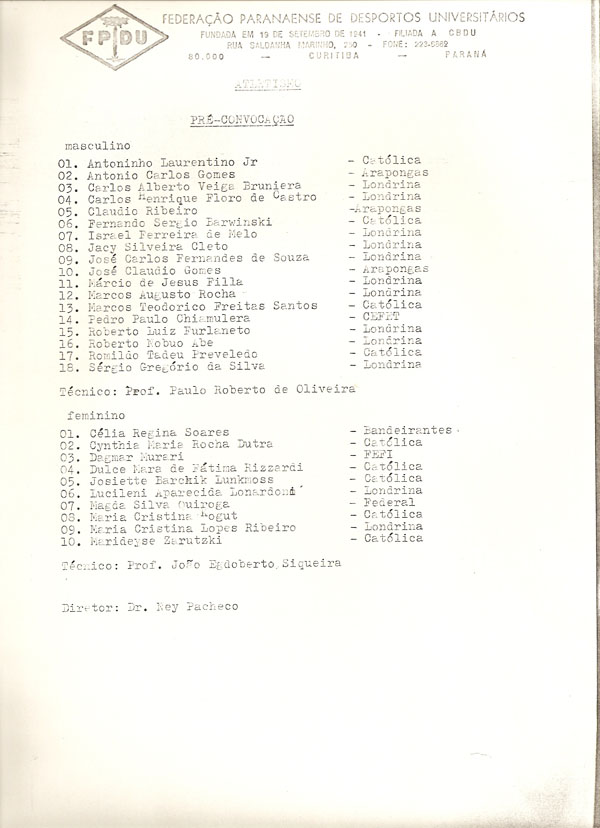 FPDU
FEDERAÇÃO PARANAENSE DE DESPORTOS UNIVERSITÁRIOS
FUNDADA EM 19 DE SETEMBRO DE 1941 - FILIADA A CBDU
RUA SALDANHA MARINHO, 290 - FONE: 223-9862
80.000 — CURITIBA — PARANÁ
ATLETISMO
PRÉ-CONVOCAÇÃO
masculino
01. Antoninho Laurentino Jr - Católica
02. Antonio Carlos Gomes - Arapongas
03. Carlos Alberto Veiga Bruniera - Londrina
04. Carlos Henrique Floro de Castro - Londrina
05. Claudio Ribeiro -Arapongas
06. Fernando Sergio Barwinski - Católica
07. Israel Ferreira de Melo - Londrina
08. Jacy Silveira Cleto - Londrina
09. José Carlos Fernandes de Souza - Londrina
10. José Claudio Gomes - Arapongas
11. Márcio de Jesus Filla - Londrina
12. Marcos Augusto Rocha - Londrina
13. Marcos Teodorico Freitas Santos - Católica
14. Pedro Paulo Chiamulera - CEFET
15. Roberto Luiz Furlaneto - Londrina
16. Roberto Nobuo Abe - Londrina
17. Romildo Tadeu Preveledo - Católica
18. Sérgio Gregório da Silva - Londrina
Técnico: Prof. Paulo Roberto de Oliveira
feminino
01. Célia Regina Soares - Bandeirantes
02. Cynthia Maria Rocha Dutra - Católica
03. Dagmar Murari - FEFI
04. Dulce Mara de Fátima Rizzardi - Católica
05. Josiette Barckik Lunkmoss - Católica
06. Lucileni Aparecida Lonardoni - Londrina
07. Magda Silva Quiroga - Federal
08. Maria Cristina Logut - Católica
09. Maria Cristina Lopes Ribeiro - Londrina
10. Marideyse Zarutzki - Católica
Técnico: Prof. João Egdoberto Siqueira
Diretor: Dr. Ney Pacheco